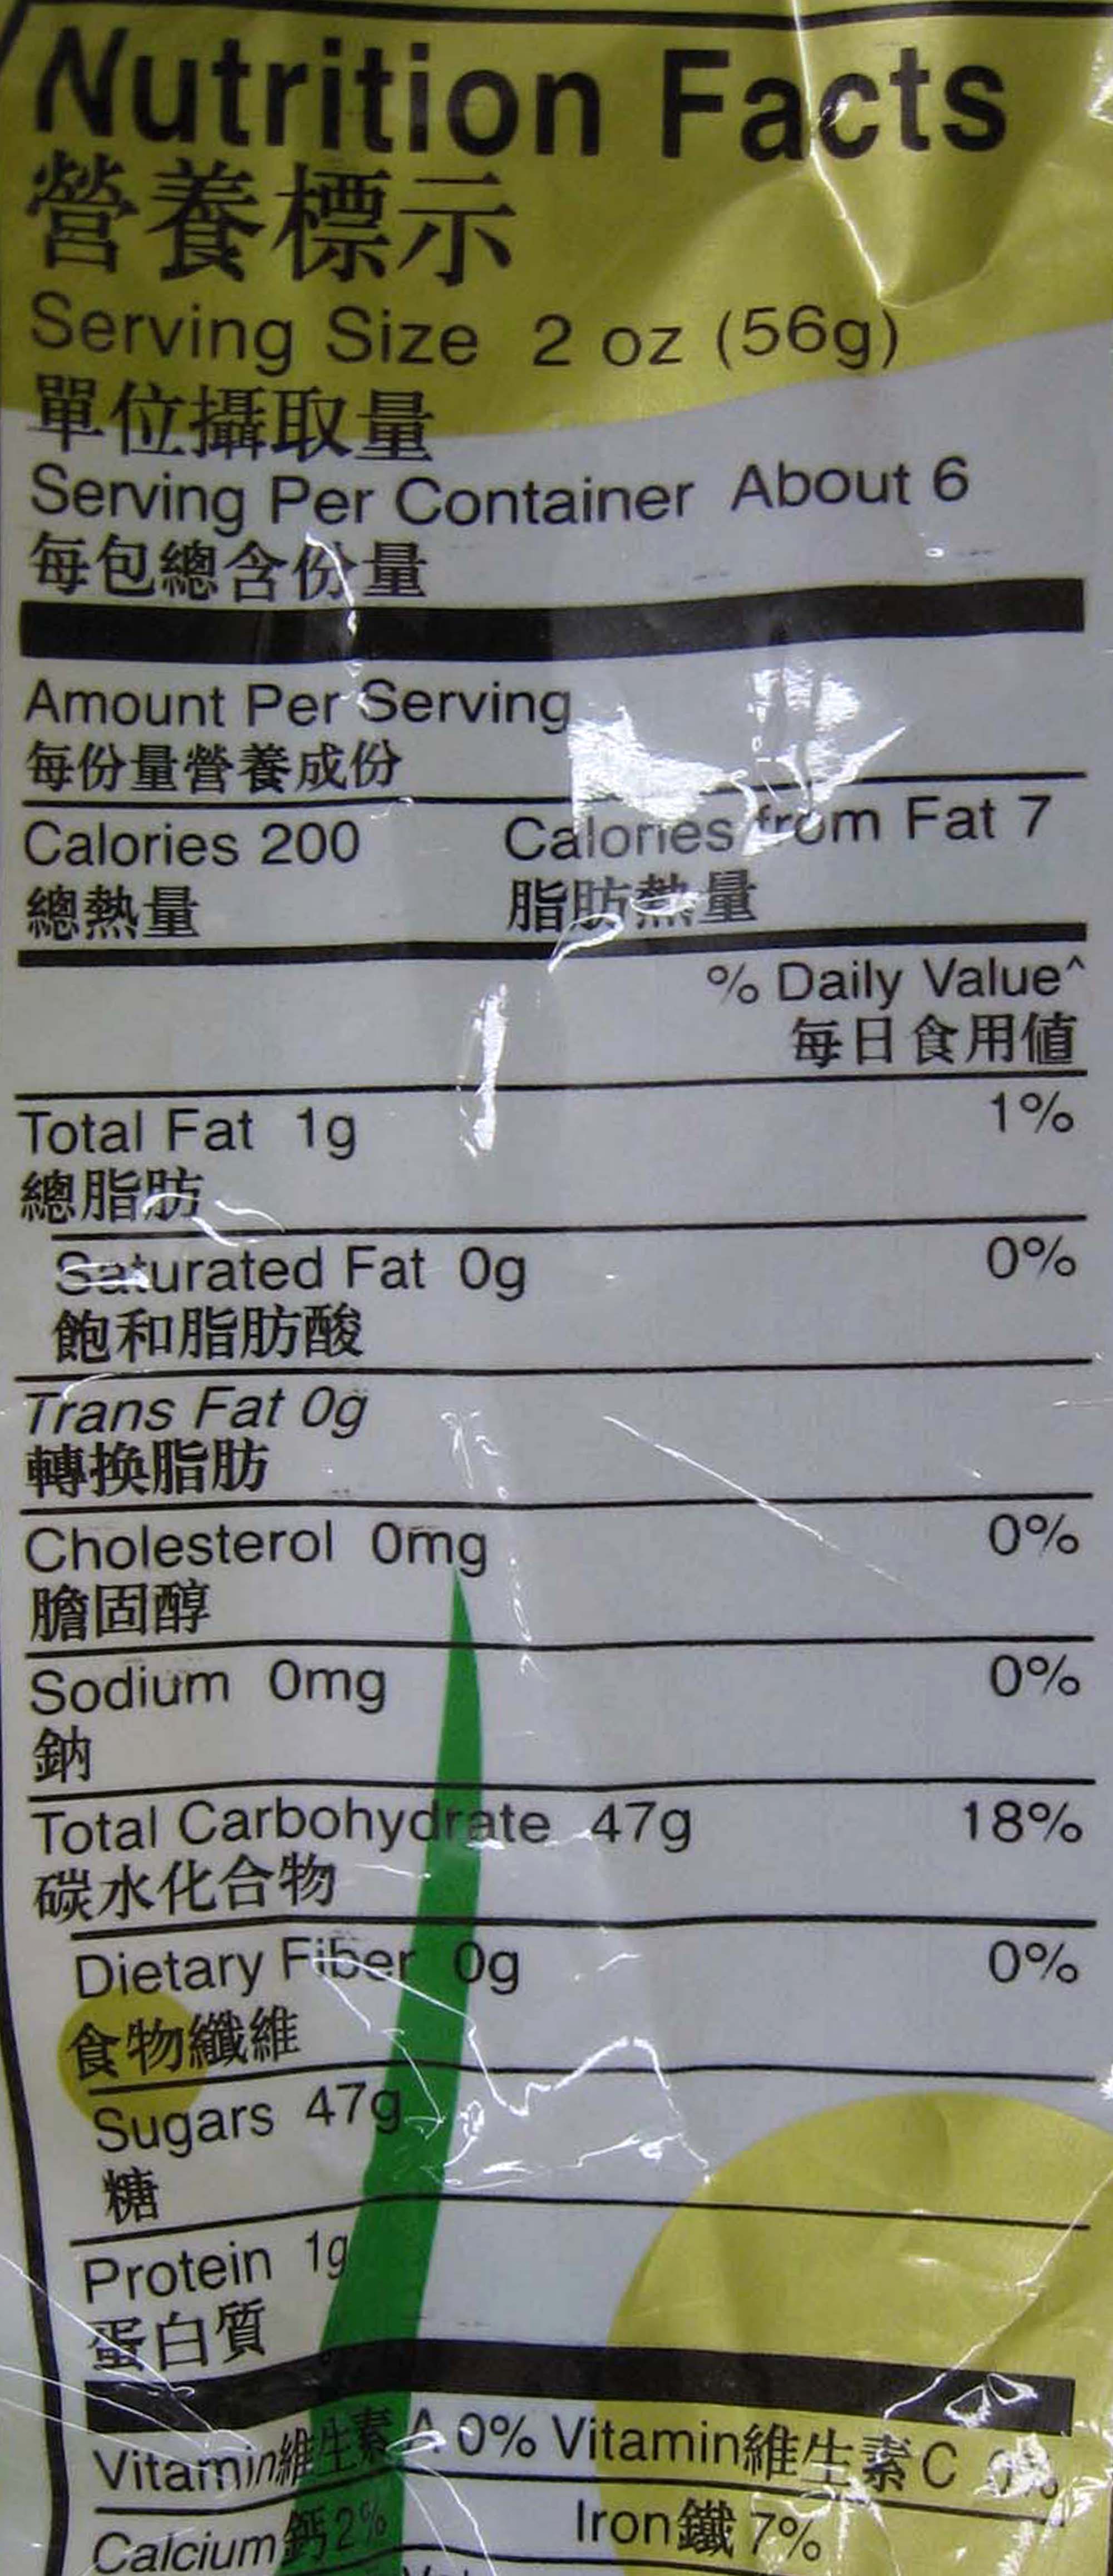 Nutrition Facts
營養標示
Serving Size 2 oz (56g)
單位攝取量
Serving Per Container About 6
每包總含份量
Amount Per Serving
每份量營養成份
Calories 200 Calories from Fat 7
總熱量 脂肪熱量
% Daily Value^
每日食用值
Total Fat 1g 1%
總脂肪
Saturated Fat 0g 0%
飽和脂肪酸
Trans Fat 0g
轉换脂肪
Cholesterol 0mg 0%
膽固醇
Sodium 0mg 0%
鈉
Total Carbohydrate 47g 18%
碳水化合物
Dietary Fiber 0g 0%
食物纖維
Sugars 47g
糖
Protein 1g
蛋白質
Vitamin維生素 A 0% Vitamin維生素 C
Calcium鈣 2% Iron鐵 7%